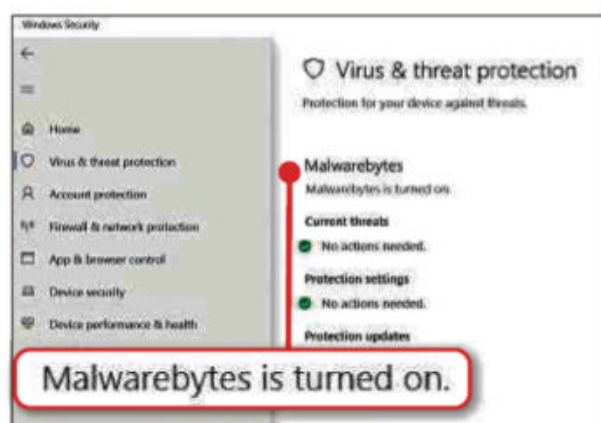 Windows Security
Home
Virus & threat protection
Account protection
Firewall & network protection
App & browser control
Device security
Device performance & health
Virus & threat protection
Protection for your device against threats.
Malwarebytes
Malwarebytes is turned on.
Current threats
No actions needed.
Protection settings
No actions needed.
Protection updates
Malwarebytes is turned on.